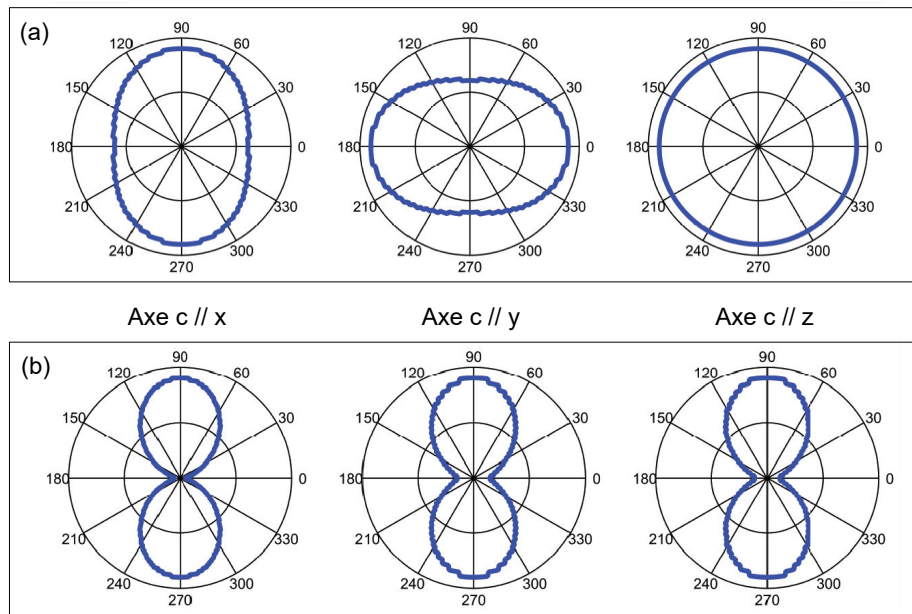 (a)
90 90 90
120 60 120 60 120 60
150 30 150 30 150 30
180 0 180 0 180 0
210 330 210 330 210 330
240 300 240 300 240 300
270 270 270
Axe c // x Axe c // y Axe c // z
(b)
90 90 90
120 60 120 60 120 60
150 30 150 30 150 30
180 0 180 0 180 0
210 330 210 330 210 330
240 300 240 300 240 300
270 270 270